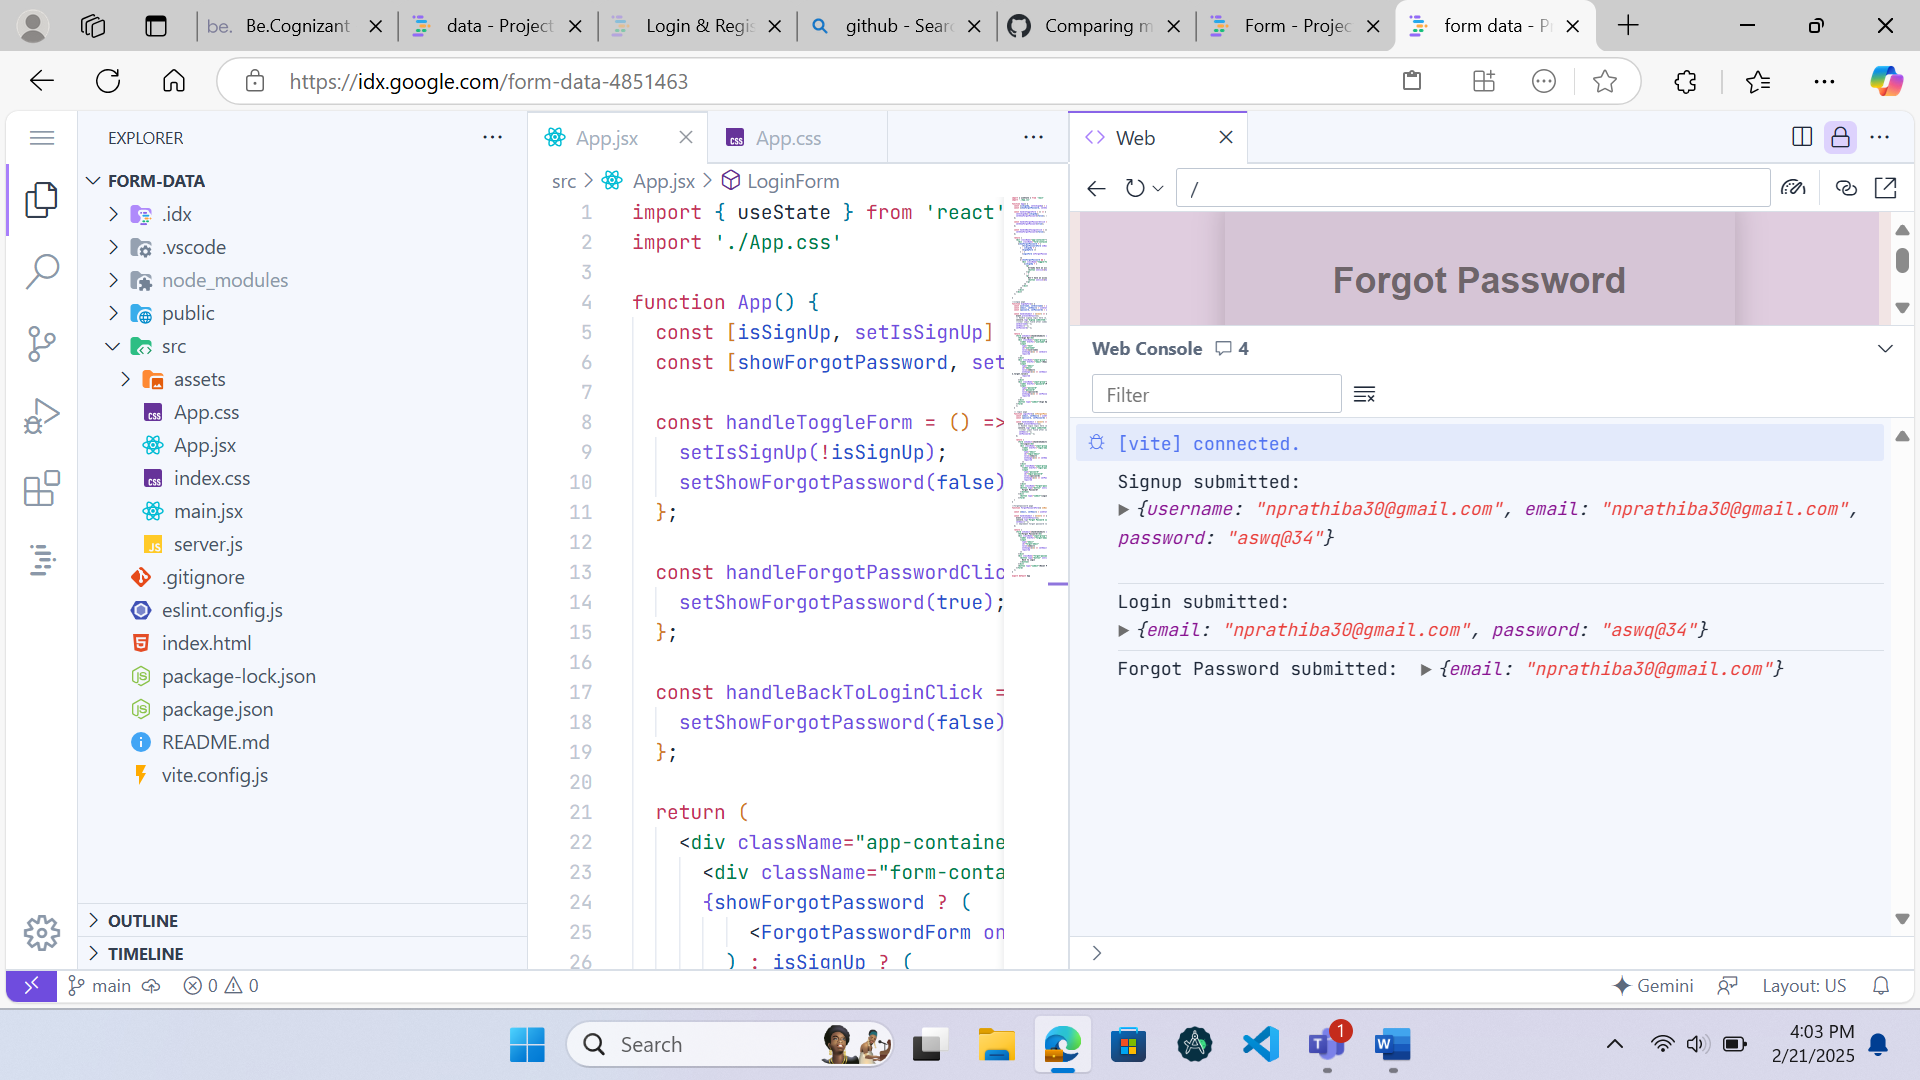 be. Be.Cognizant
data - Project
Login & Regis
github - Searc
Comparing m
Form - Projec
form data - P
https://idx.google.com/form-data-4851463
EXPLORER
FORM-DATA
.idx
.vscode
node_modules
public
src
assets
App.css
App.jsx
index.css
main.jsx
server.js
.gitignore
eslint.config.js
index.html
package-lock.json
package.json
README.md
vite.config.js
OUTLINE
TIMELINE
App.jsx
App.css
src > App.jsx > LoginForm
1 import { useState } from 'react'
2 import './App.css'
3
4 function App() {
5 const [isSignUp, setIsSignUp]
6 const [showForgotPassword, set
7
8 const handleToggleForm = () =>
9 setIsSignUp(!isSignUp);
10 setShowForgotPassword(false)
11 };
12
13 const handleForgotPasswordClic
14 setShowForgotPassword(true);
15 };
16
17 const handleBackToLoginClick =
18 setShowForgotPassword(false)
19 };
20
21 return (
22 <div className="app-containe
23 <div className="form-conta
24 {showForgotPassword ? (
25 <ForgotPasswordForm on
26 ) : isSignUp ? (
Web
/
Forgot Password
Web Console 4
Filter
[vite] connected.
Signup submitted:
{username: "nprathiba30@gmail.com", email: "nprathiba30@gmail.com",
password: "aswq@34"}
Login submitted:
{email: "nprathiba30@gmail.com", password: "aswq@34"}
Forgot Password submitted: {email: "nprathiba30@gmail.com"}
main
0 0
Gemini
Layout: US
Search
1
4:03 PM
2/21/2025